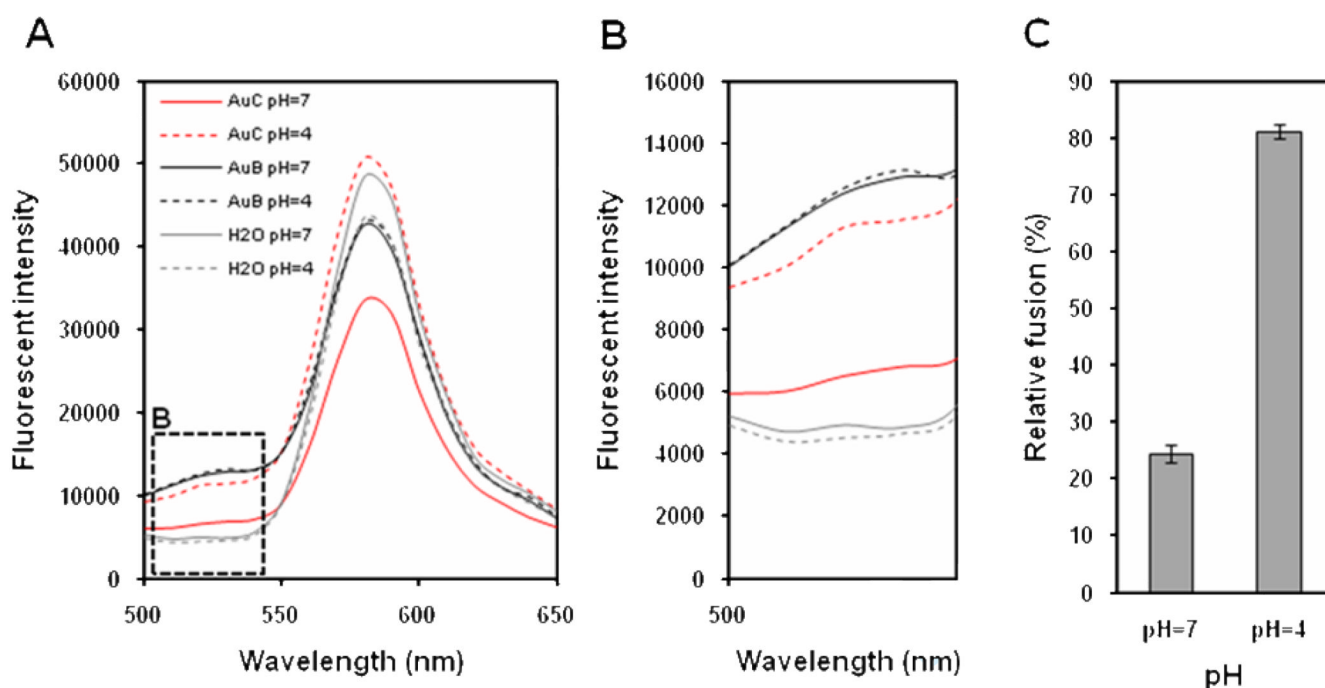 A
Fluorescent intensity
60000
50000
40000
30000
20000
10000
0
AuC pH=7
AuC pH=4
AuB pH=7
AuB pH=4
H2O pH=7
H2O pH=4
B
500
550
600
650
Wavelength (nm)
B
Fluorescent intensity
16000
14000
12000
10000
8000
6000
4000
2000
0
500
Wavelength (nm)
C
Relative fusion (%)
90
80
70
60
50
40
30
20
10
0
pH=7
pH=4
pH